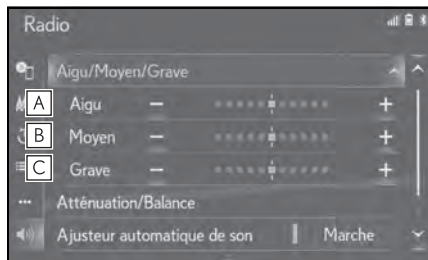 Radio
Aigu/Moyen/Grave
A Aigu − +
B Moyen − +
C Grave − +
Atténuation/Balance
Ajusteur automatique de son Marche